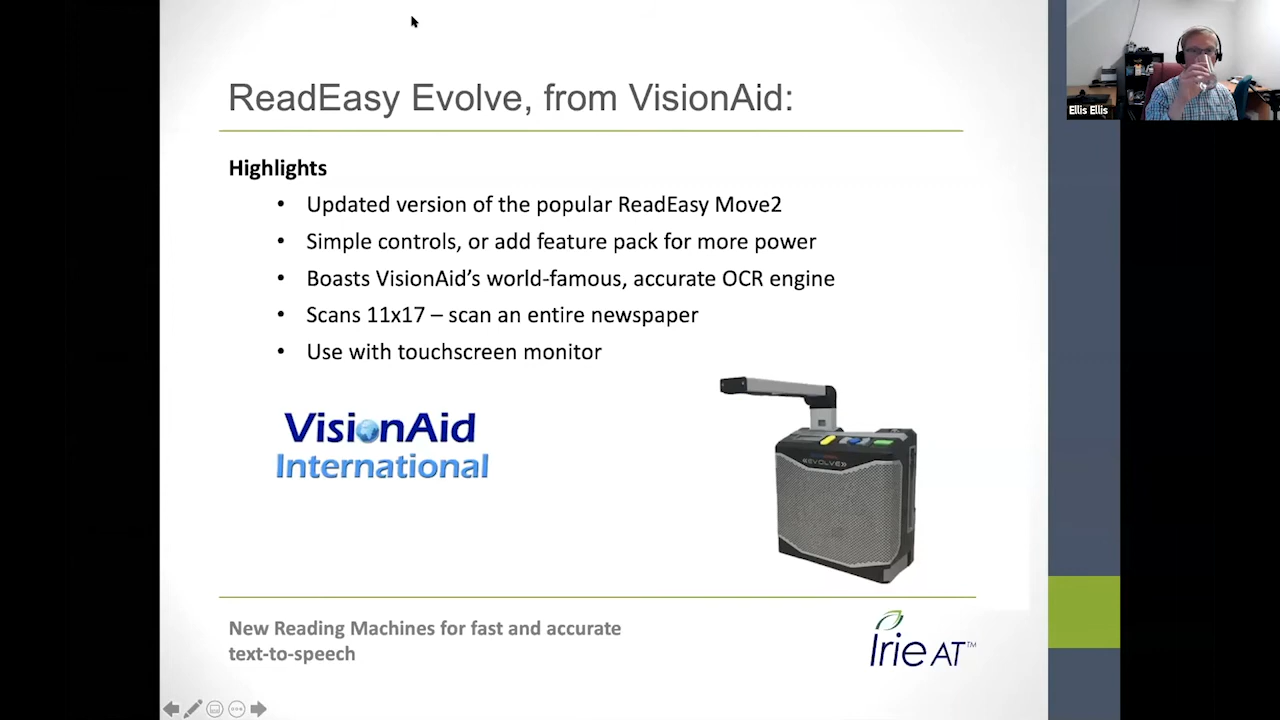 ReadEasy Evolve, from VisionAid:
Highlights
• Updated version of the popular ReadEasy Move2
• Simple controls, or add feature pack for more power
• Boasts VisionAid's world-famous, accurate OCR engine
• Scans 11x17 – scan an entire newspaper
• Use with touchscreen monitor
VisionAid
International
New Reading Machines for fast and accurate
text-to-speech
Irie AT™
Ellis Ellis